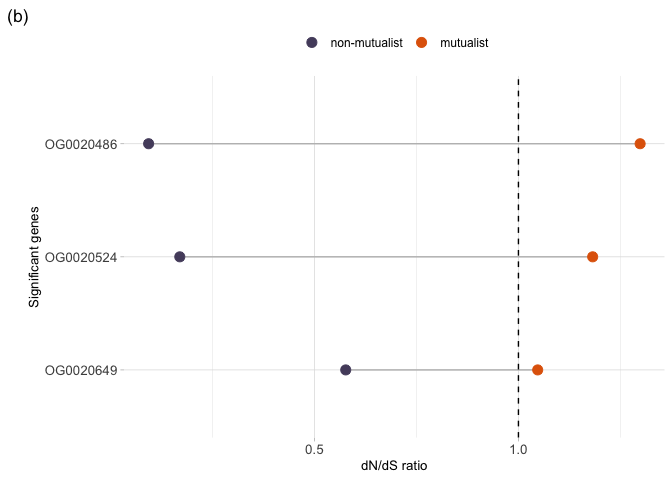 (b)
non-mutualist
mutualist
Significant genes
OG0020486
OG0020524
OG0020649
0.5
1.0
dN/dS ratio